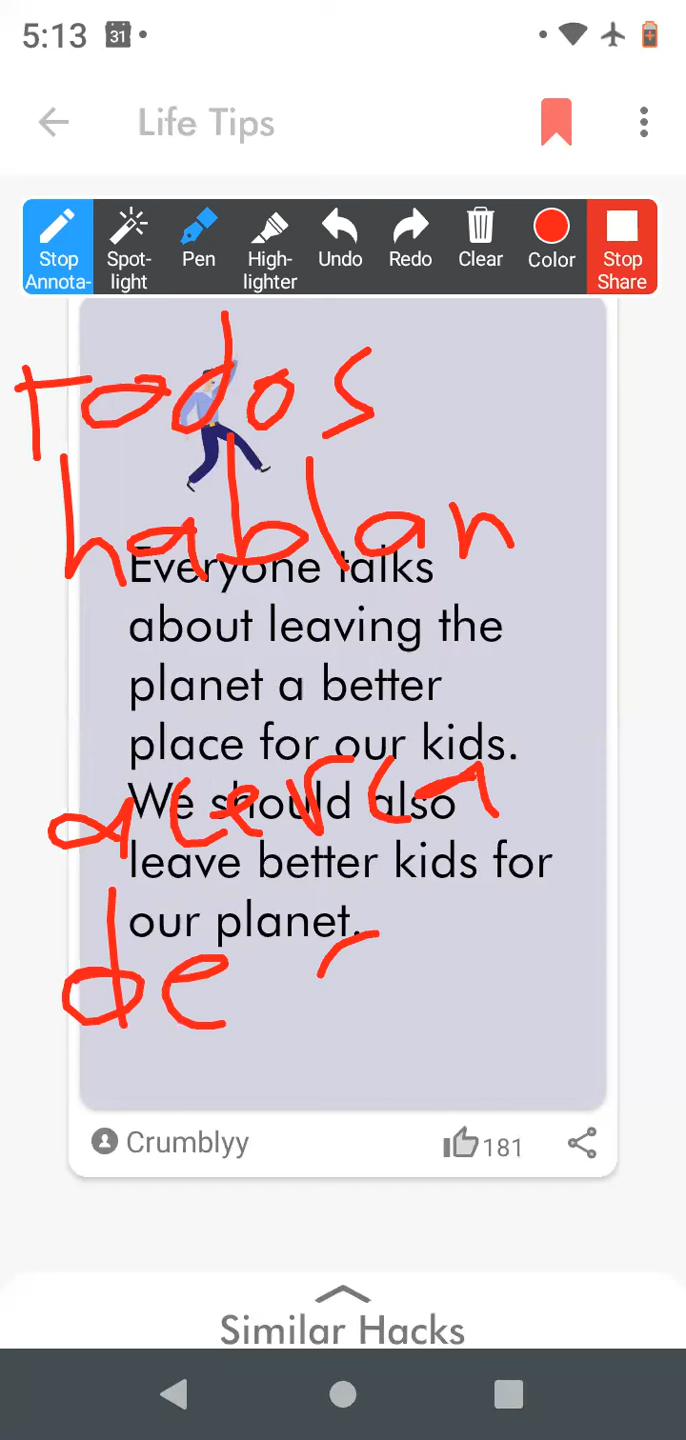 5:13 31
Life Tips
Stop Annota- Spot-light Pen High-lighter Undo Redo Clear Color Stop Share
todos
hablan
Everyone talks
about leaving the
planet a better
place for our kids.
acerca
We should also
leave better kids for
our planet.
de
Crumblyy 181
Similar Hacks